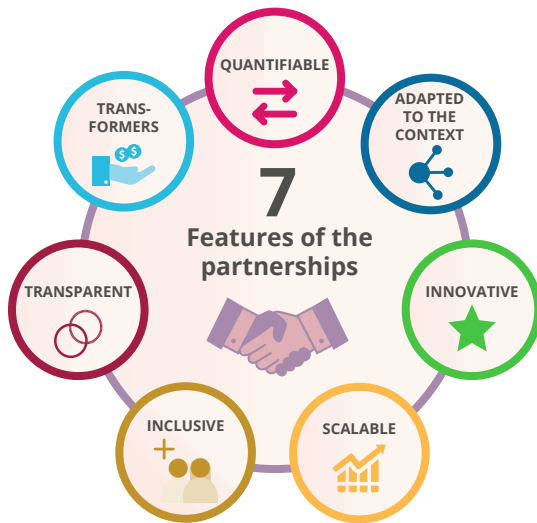 QUANTIFIABLE
ADAPTED
TO THE
CONTEXT
INNOVATIVE
SCALABLE
INCLUSIVE
TRANSPARENT
TRANS-
FORMERS
7
Features of the
partnerships
$ $